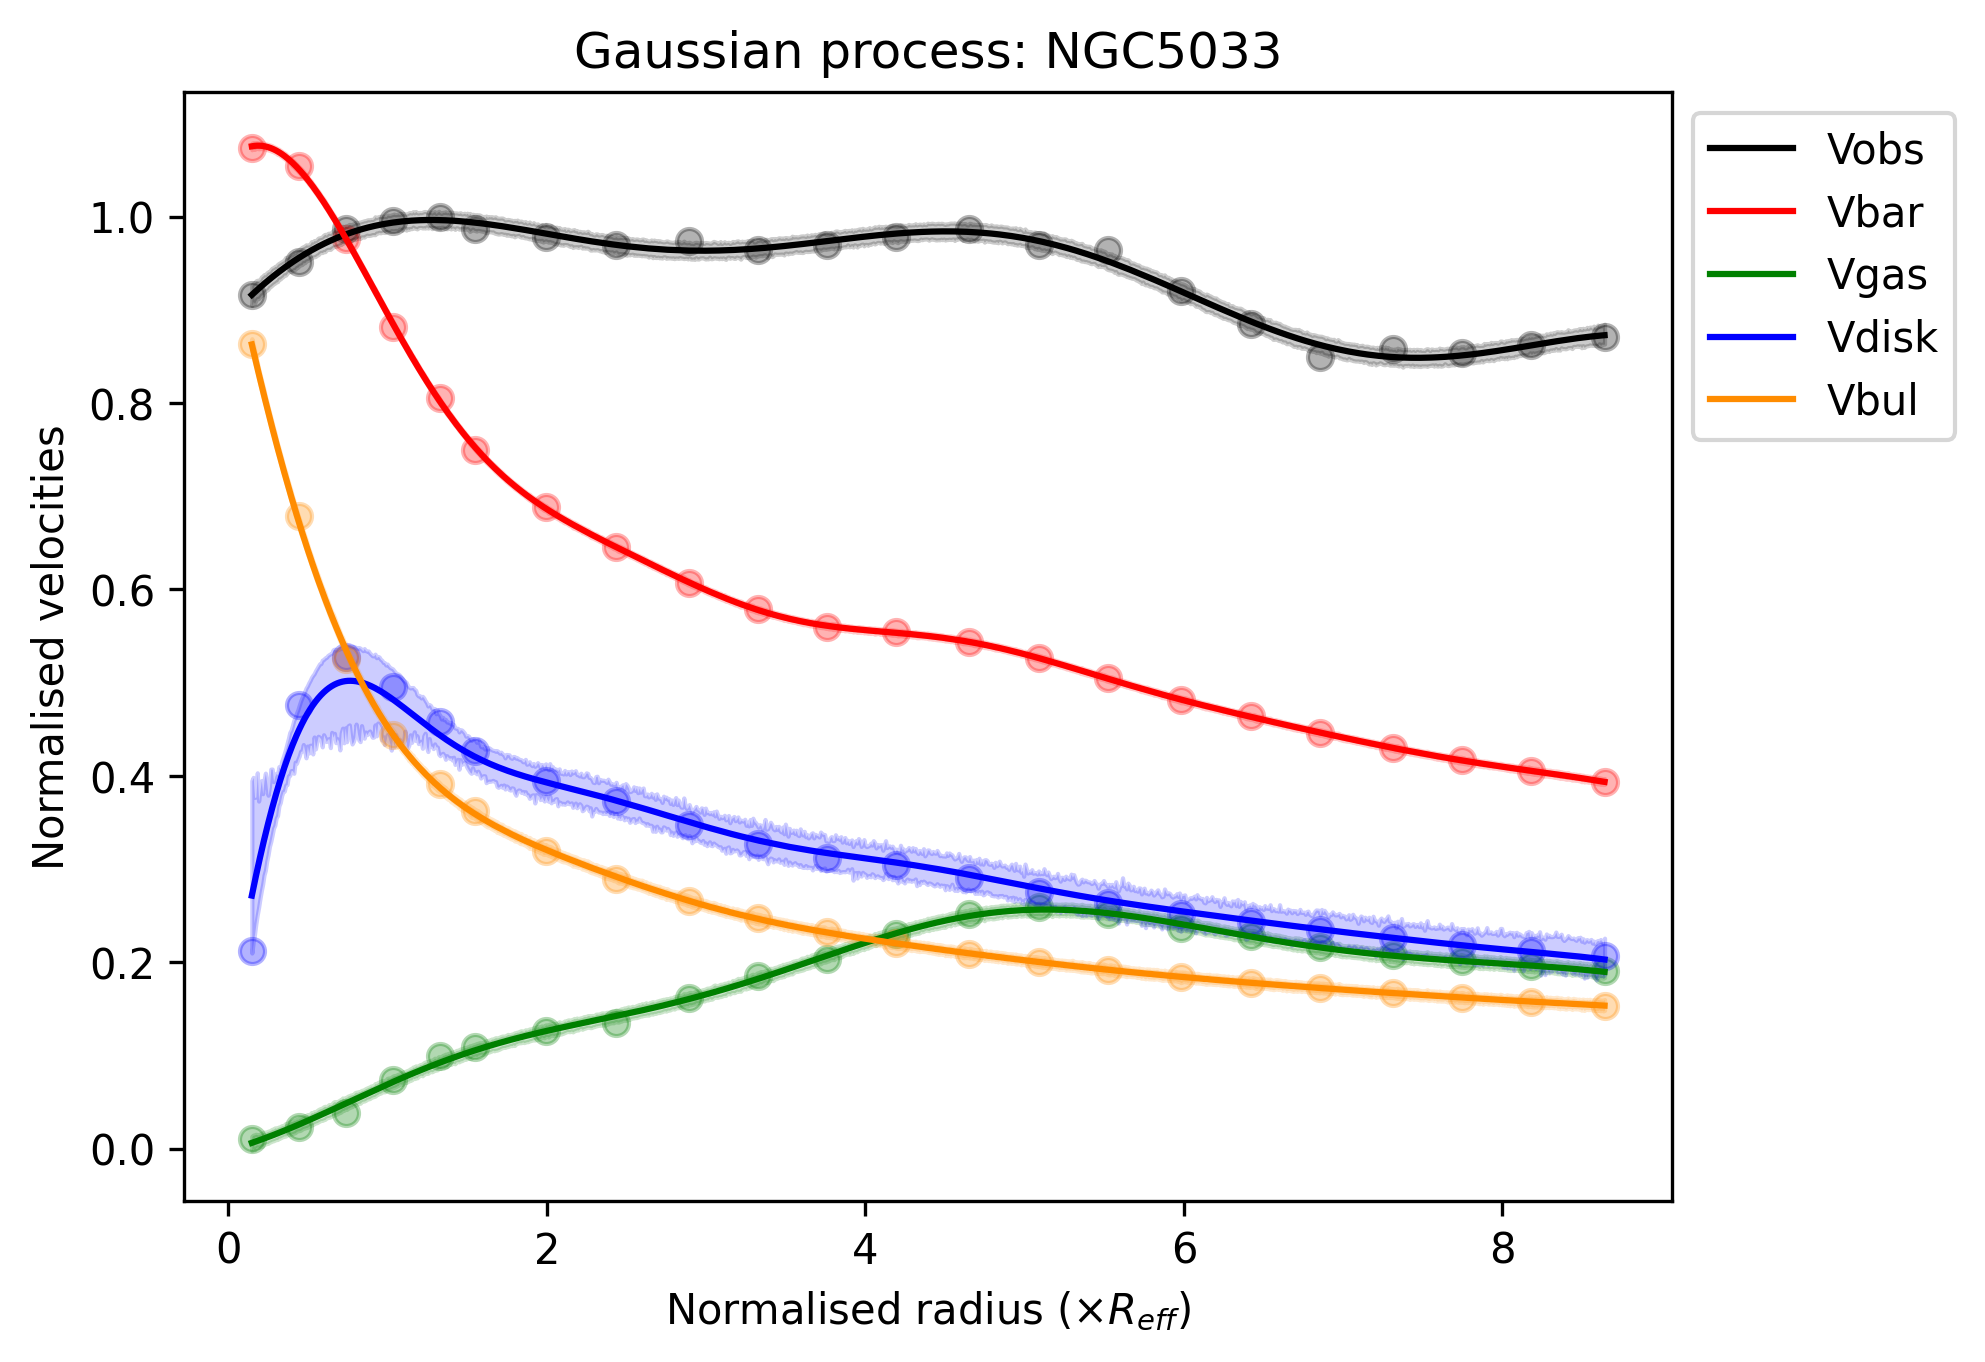 Gaussian process: NGC5033
Vobs
Vbar
Vgas
Vdisk
Vbul
Normalised velocities
1.0
0.8
0.6
0.4
0.2
0.0
0 2 4 6 8
Normalised radius (×R_eff)